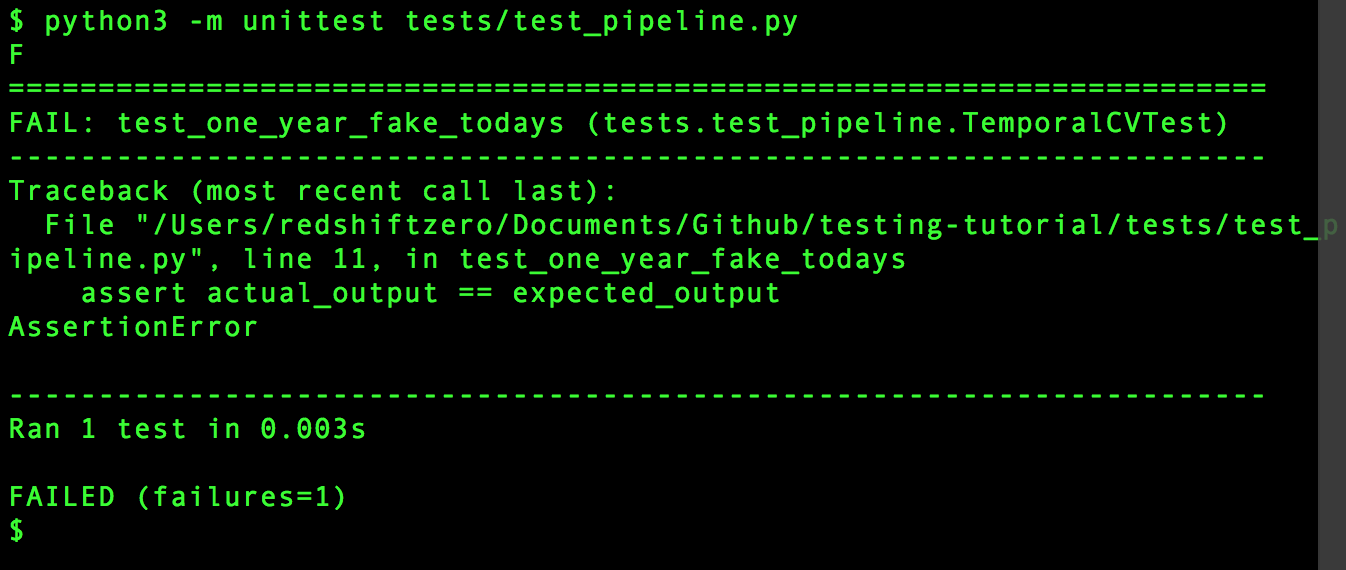 $ python3 -m unittest tests/test_pipeline.py
F
======================================================================
FAIL: test_one_year_fake_todays (tests.test_pipeline.TemporalCVTest)
----------------------------------------------------------------------
Traceback (most recent call last):
  File "/Users/redshiftzero/Documents/Github/testing-tutorial/tests/test_p
ipeline.py", line 11, in test_one_year_fake_todays
    assert actual_output == expected_output
AssertionError

----------------------------------------------------------------------
Ran 1 test in 0.003s

FAILED (failures=1)
$